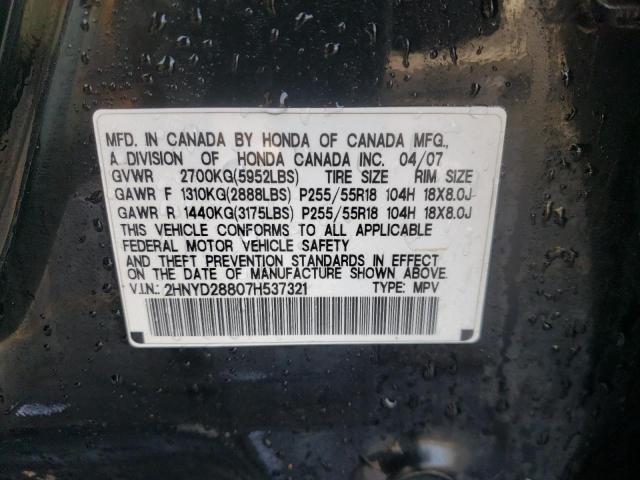 MFD. IN CANADA BY HONDA OF CANADA MFG.,
A DIVISION OF HONDA CANADA INC. 04/07
GVWR 2700KG(5952LBS) TIRE SIZE RIM SIZE
GAWR F 1310KG(2888LBS) P255/55R18 104H 18X8.0J
GAWR R 1440KG(3175LBS) P255/55R18 104H 18X8.0J
THIS VEHICLE CONFORMS TO ALL APPLICABLE
FEDERAL MOTOR VEHICLE SAFETY
AND THEFT PREVENTION STANDARDS IN EFFECT
ON THE DATE OF MANUFACTURE SHOWN ABOVE.
V.I.N.: 2HNYD28807H537321 TYPE: MPV